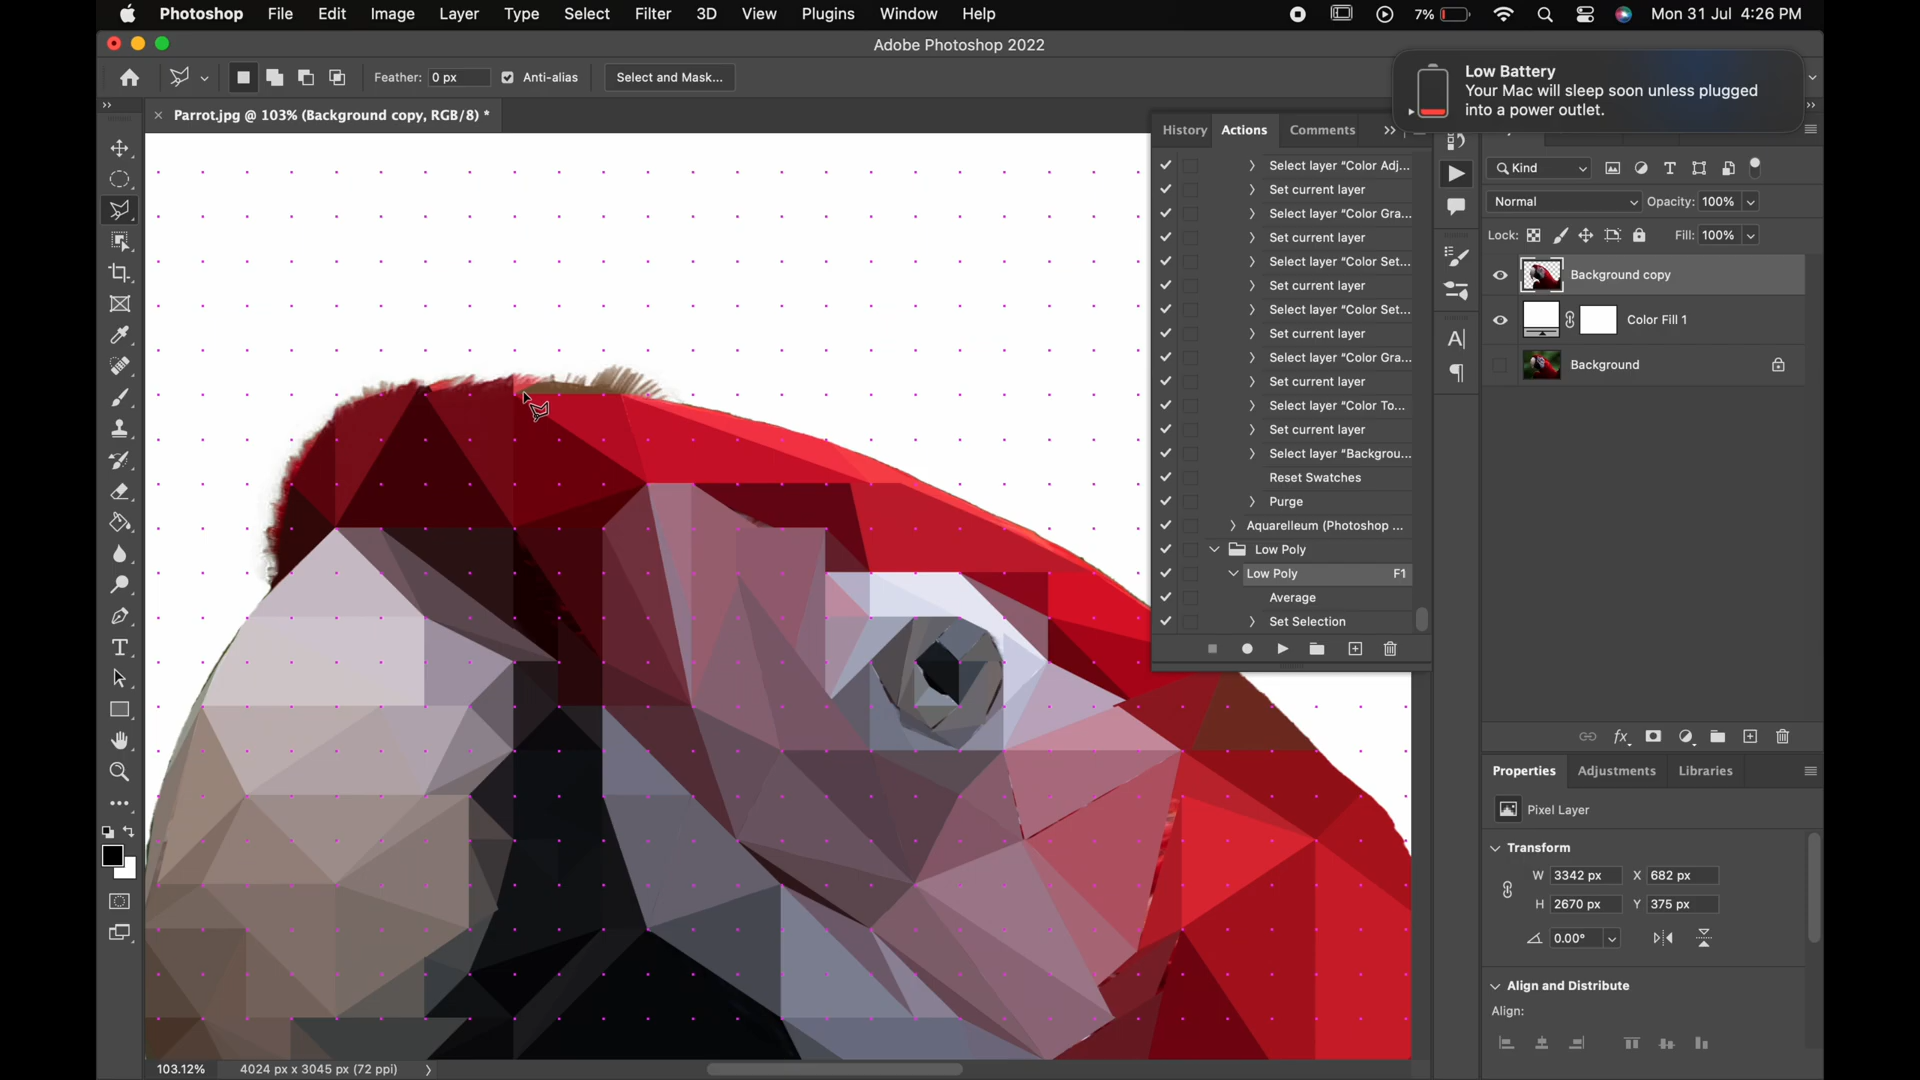 Photoshop File Edit Image Layer Type Select Filter 3D View Plugins Window Help 7% Mon 31 Jul 4:26 PM
Adobe Photoshop 2022
Low Battery
Your Mac will sleep soon unless plugged
into a power outlet.
Feather: 0 px Anti-alias Select and Mask...
Parrot.jpg @ 103% (Background copy, RGB/8) *
History Actions Comments
Select layer “Color Adj...
Set current layer
Select layer “Color Gra...
Set current layer
Select layer “Color Set...
Set current layer
Select layer “Color Set...
Set current layer
Select layer “Color Gra...
Set current layer
Select layer “Color To...
Set current layer
Select layer “Backgrou...
Reset Swatches
Purge
Aquarelleum (Photoshop ...
Low Poly
Low Poly F1
Average
Set Selection
Kind
Normal Opacity: 100%
Lock: Fill: 100%
Background copy
Color Fill 1
Background
Properties Adjustments Libraries
Pixel Layer
Transform
W 3342 px X 682 px
H 2670 px Y 375 px
0.00°
Align and Distribute
Align:
103.12% 4024 px x 3045 px (72 ppi)